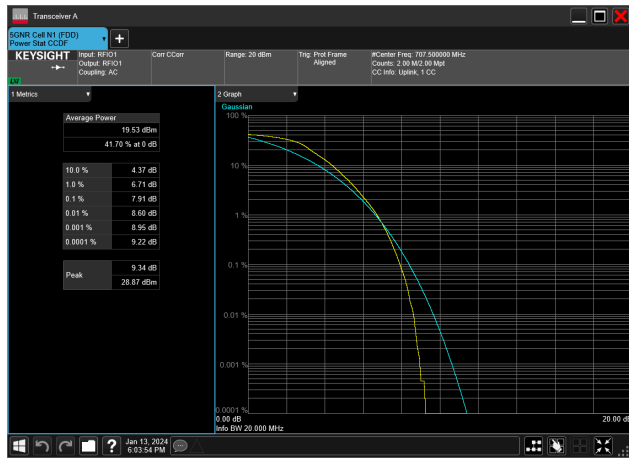 Transceiver A
5GNR Cell N1 (FDD)
Power Stat CCDF
KEYSIGHT
Input: RFIO1
Output: RFIO1
Coupling: AC
Corr CCorr
Range: 20 dBm
Trig: Prot Frame
Aligned
#Center Freq: 707.500000 MHz
Counts: 2.00 M/2.00 Mpt
CC Info: Uplink, 1 CC
1 Metrics
Average Power
19.53 dBm
41.70 % at 0 dB
10.0 % 4.37 dB
1.0 % 6.71 dB
0.1 % 7.91 dB
0.01 % 8.60 dB
0.001 % 8.95 dB
0.0001 % 9.22 dB
Peak
9.34 dB
28.87 dBm
2 Graph
Gaussian
100 %
10 %
1 %
0.1 %
0.01 %
0.001 %
0.0001 %
0.00 dB
20.00 dB
Info BW 20.000 MHz
Jan 13, 2024
6:03:54 PM